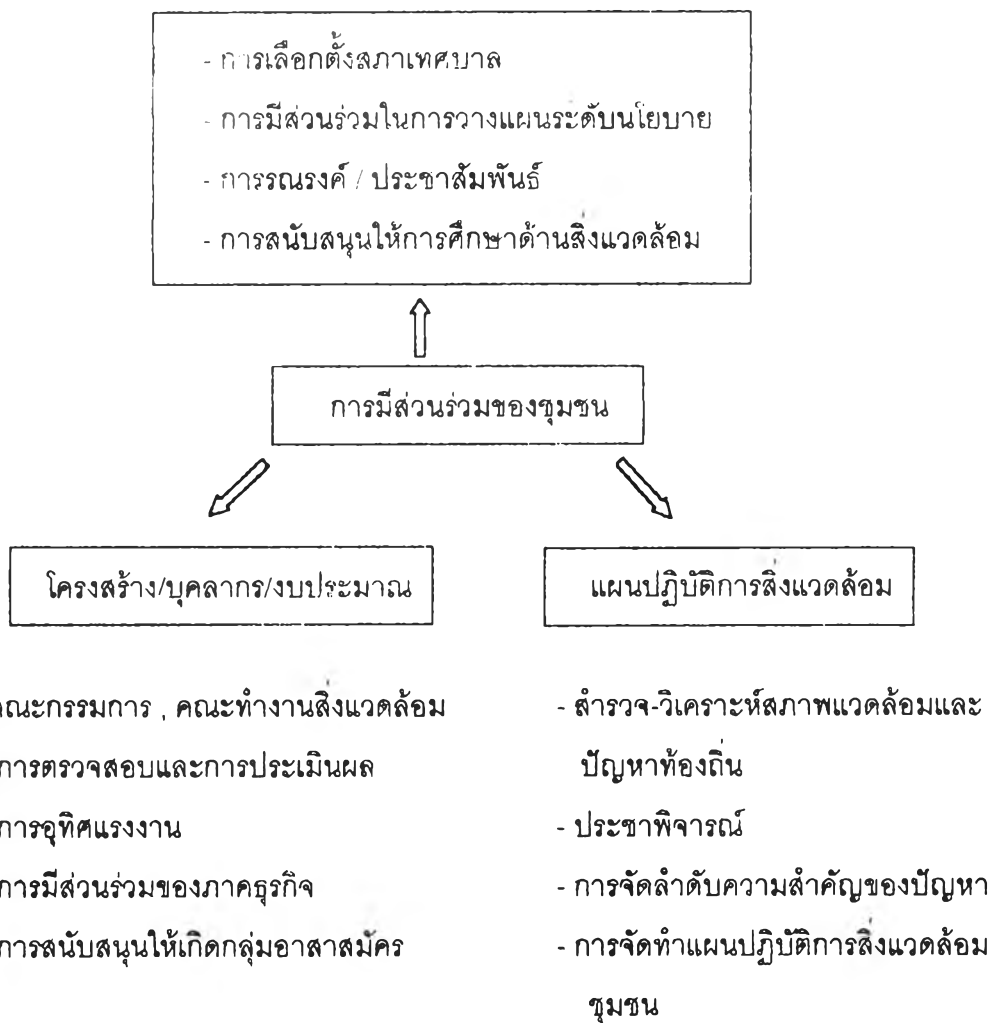 - การเลือกตั้งสภาเทศบาล
- การมีส่วนร่วมในการวางแผนระดับนโยบาย
- การรณรงค์ / ประชาสัมพันธ์
- การสนับสนุนให้การศึกษาด้านสิ่งแวดล้อม
การมีส่วนร่วมของชุมชน
โครงสร้าง/บุคลากร/งบประมาณ
แผนปฏิบัติการสิ่งแวดล้อม
คณะกรรมการ , คณะทำงานสิ่งแวดล้อม
การตรวจสอบและการประเมินผล
การอุทิศแรงงาน
การมีส่วนร่วมของภาคธุรกิจ
การสนับสนุนให้เกิดกลุ่มอาสาสมัคร
- สำรวจ-วิเคราะห์สภาพแวดล้อมและ
ปัญหาท้องถิ่น
- ประชาพิจารณ์
- การจัดลำดับความสำคัญของปัญหา
- การจัดทำแผนปฏิบัติการสิ่งแวดล้อม
ชุมชน